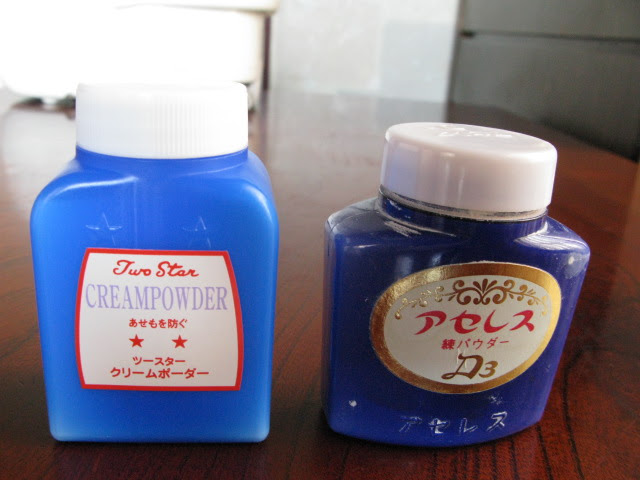 Two Star
CREAMPOWDER
あせもを防ぐ
★ ★
ツースター
クリームポーダー
アセレス
練パウダー
D3
アセレス